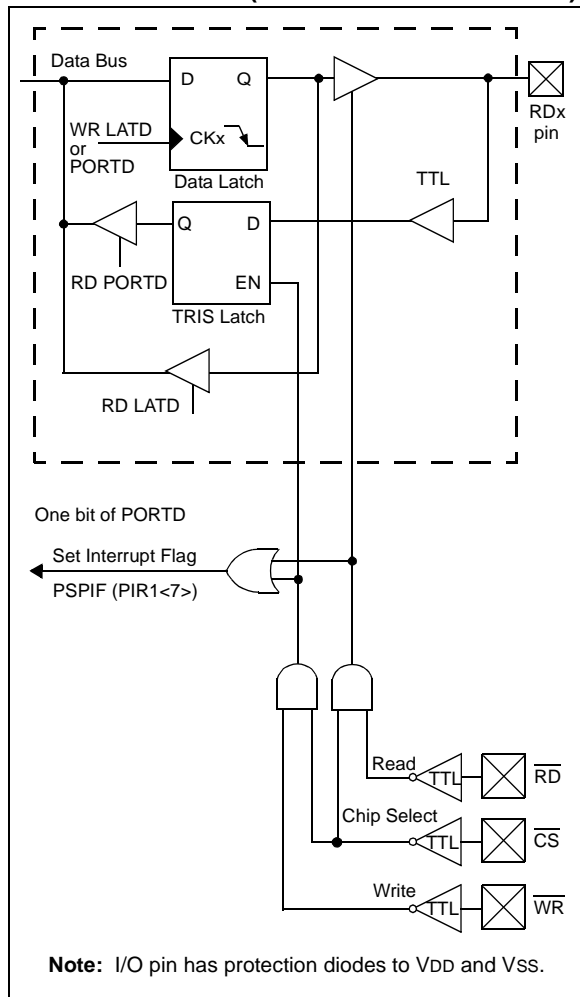 Data Bus
D Q
WR LATD
or
PORTD
CKx
Data Latch
RDx
pin
TTL
Q D
RD PORTD
EN
TRIS Latch
RD LATD
One bit of PORTD
Set Interrupt Flag
PSPIF (PIR1<7>)
Read
TTL
RD
Chip Select
TTL
CS
Write
TTL
WR
Note: I/O pin has protection diodes to VDD and VSS.